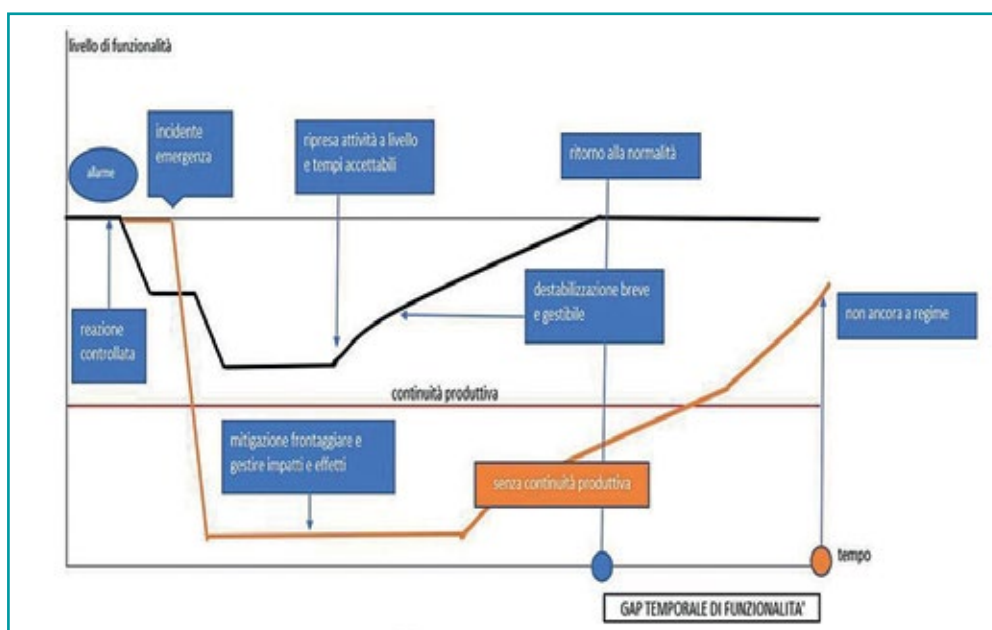 livello di funzionalità
allarme
incidente
emergenza
ripresa attività a livello
e tempi accettabili
ritorno alla normalità
reazione
controllata
destabilizzazione breve
e gestibile
non ancora a regime
continuità produttiva
mitigazione frontaggiare e
gestire impatti e effetti
senza continuità produttiva
tempo
GAP TEMPORALE DI FUNZIONALITA'